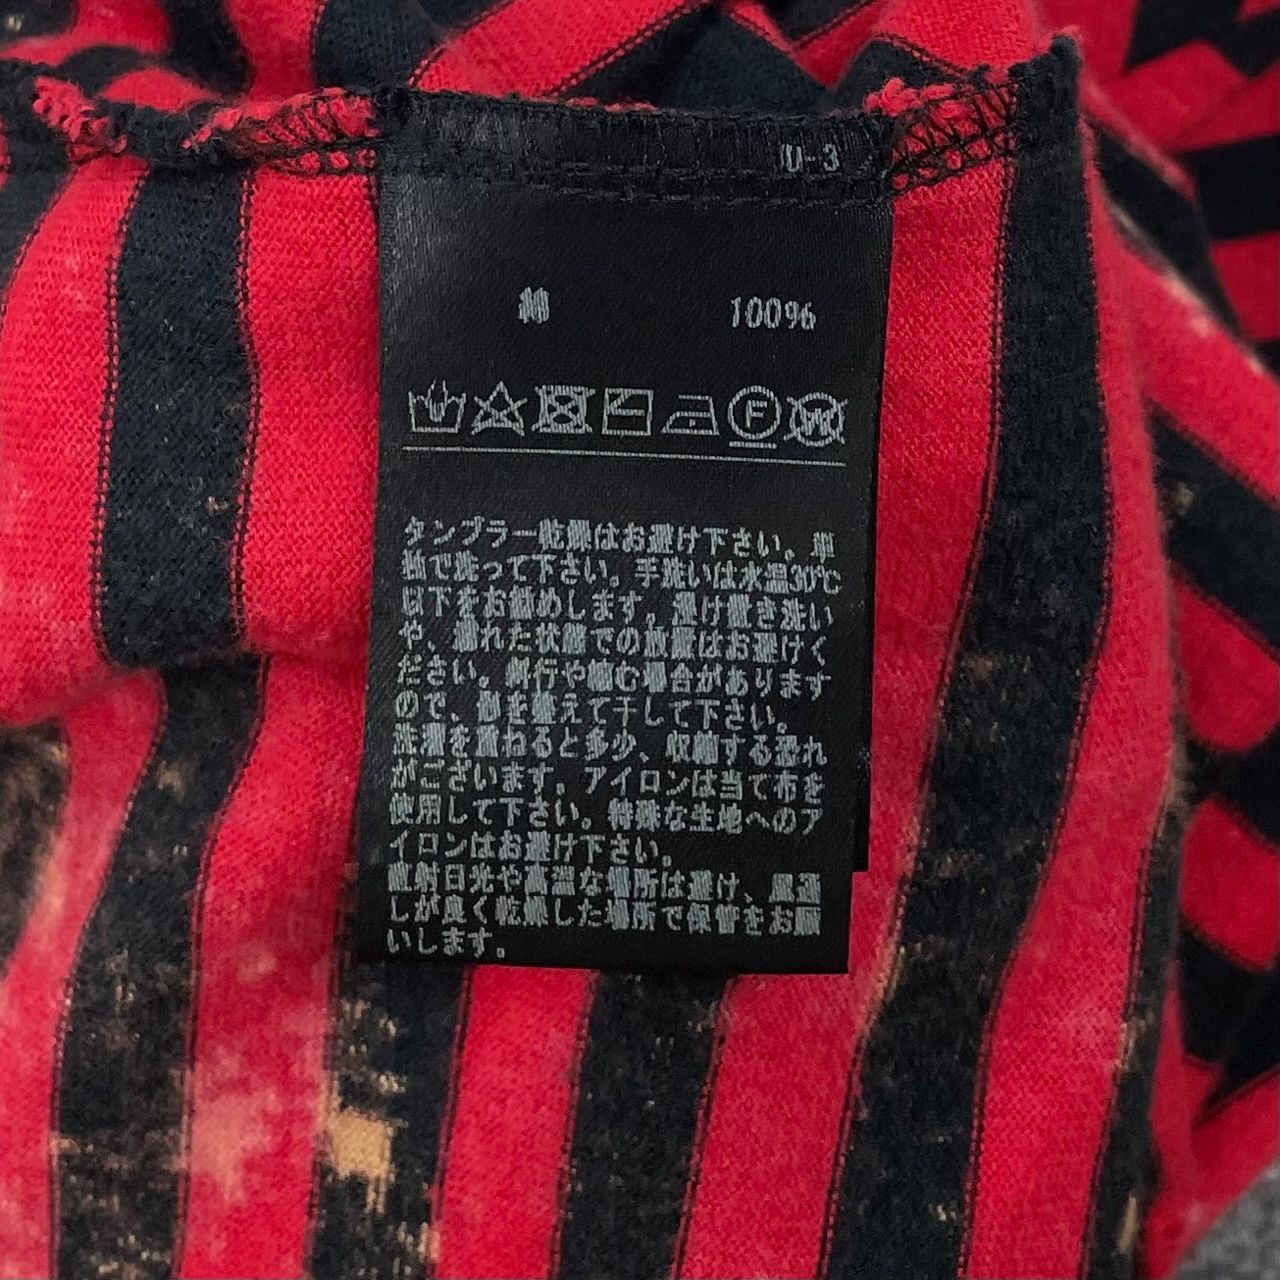 U-3
綿 100%
F W
タンブラー乾燥はお避け下さい。単
独で洗って下さい。手洗いは水温30℃
以下をお勧めします。浸け置き洗い
や、濡れた状態での放置はお避けく
ださい。斜行や縮む場合があります
ので、形を整えて干して下さい。
洗濯を重ねると多少、収縮する恐れ
がございます。アイロンは当て布を
使用して下さい。特殊な生地へのア
イロンはお避け下さい。
直射日光や高温な場所は避け、風通
しが良く乾燥した場所で保管をお願
いします。